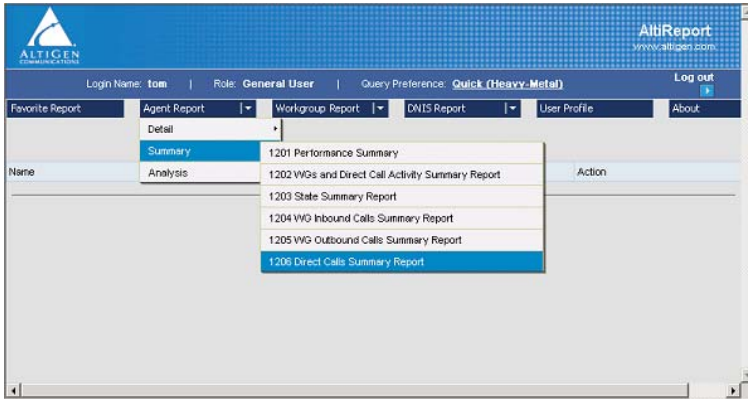 ALTIGEN
COMMUNICATIONS
AltiReport
www.altigen.com
Login Name: tom | Role: General User | Query Preference: Quick (Heavy-Metal)
Log out
Favorite Report Agent Report Workgroup Report DNIS Report User Profile About
Detail
Summary
Analysis
1201 Performance Summary
1202 WGs and Direct Call Activity Summary Report
1203 State Summary Report
1204 WG Inbound Calls Summary Report
1205 WG Outbound Calls Summary Report
1206 Direct Calls Summary Report
Name Action